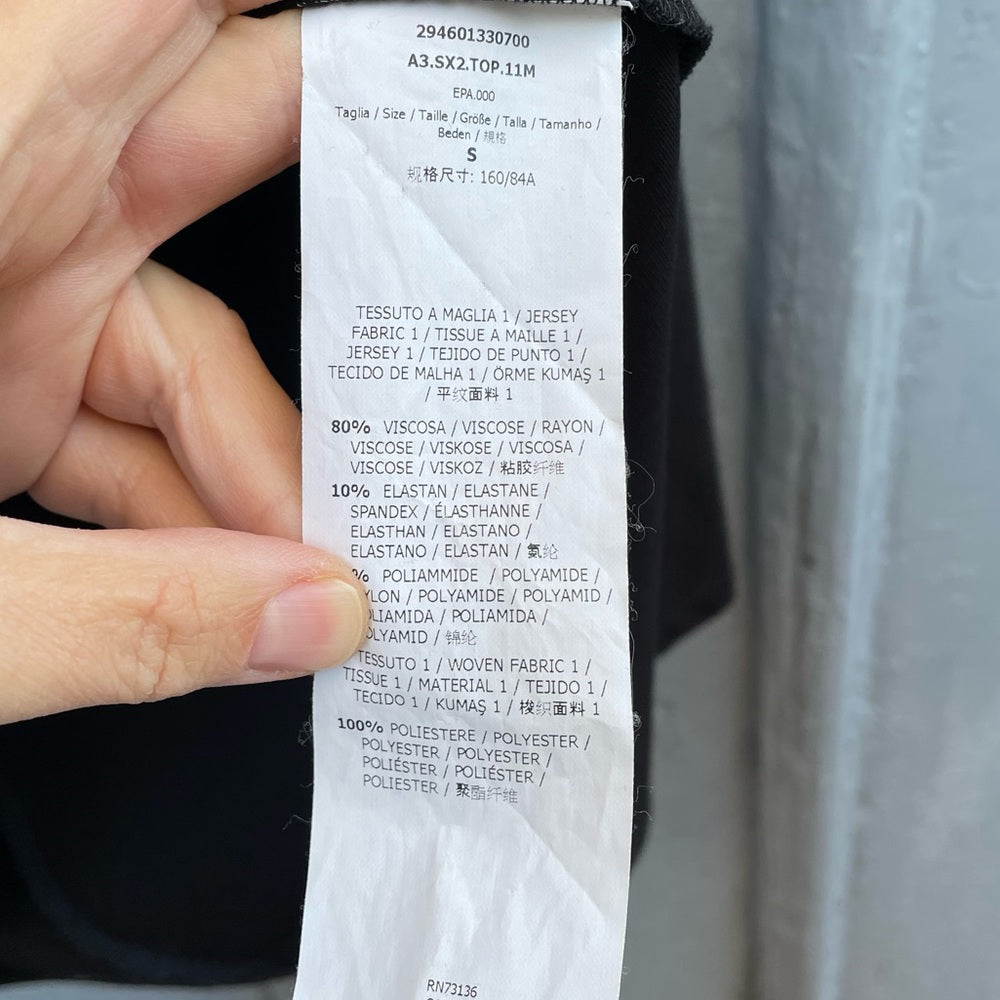 294601330700
A3.SX2.TOP.11M
EPA.000
Taglia / Size / Taille / Größe / Talla / Tamanho /
Beden / 规格
S
规格尺寸: 160/84A
TESSUTO A MAGLIA 1 / JERSEY
FABRIC 1 / TISSUE A MAILLE 1 /
JERSEY 1 / TEJIDO DE PUNTO 1 /
TECIDO DE MALHA 1 / ÖRME KUMAŞ 1
/ 平纹面料 1
80% VISCOSA / VISCOSE / RAYON /
VISCOSE / VISKOSE / VISCOSA /
VISCOSE / VISKOZ / 粘胶纤维
10% ELASTAN / ELASTANE /
SPANDEX / ÉLASTHANNE /
ELASTHAN / ELASTANO /
ELASTANO / ELASTAN / 氨纶
% POLIAMMIDE / POLYAMIDE /
YLON / POLYAMIDE / POLYAMID /
OLIAMIDA / POLIAMIDA /
OLYAMID / 锦纶
TESSUTO 1 / WOVEN FABRIC 1 /
TISSUE 1 / MATERIAL 1 / TEJIDO 1 /
TECIDO 1 / KUMAŞ 1 / 梭织面料 1
100% POLIESTERE / POLYESTER /
POLYESTER / POLYESTER /
POLIÉSTER / POLIÉSTER /
POLIESTER / 聚酯纤维
RN73136